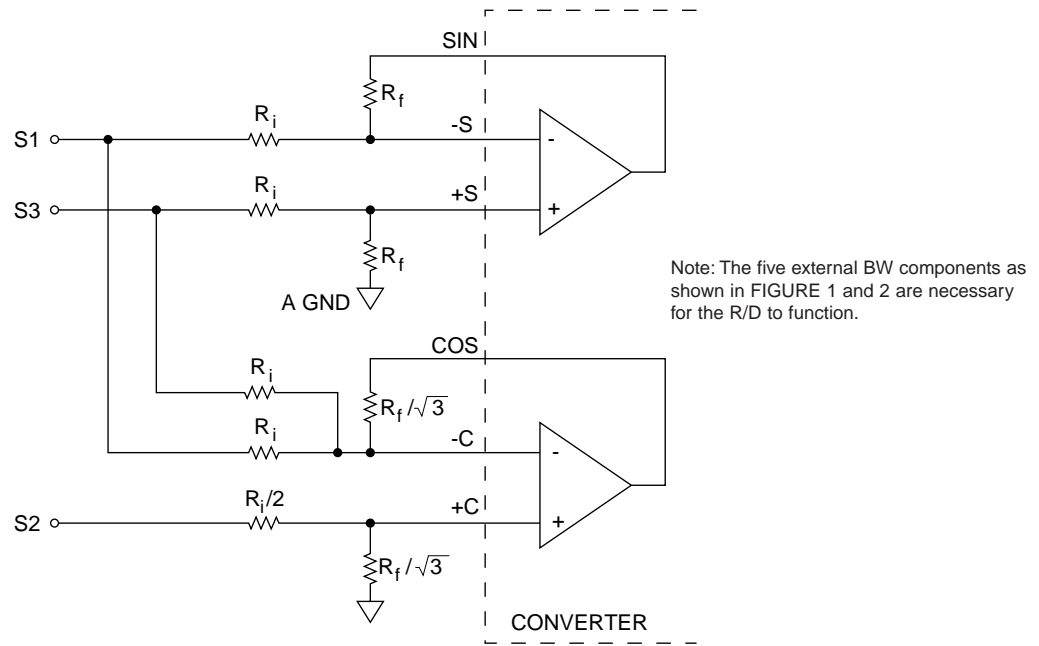 SIN
R_f
R_i
-S
S1
-
R_i
+S
S3
+
R_f
A GND
Note: The five external BW components as
shown in FIGURE 1 and 2 are necessary
for the R/D to function.
COS
R_i
R_f /√3
R_i
-C
-
R_i/2
+C
S2
+
R_f /√3
CONVERTER